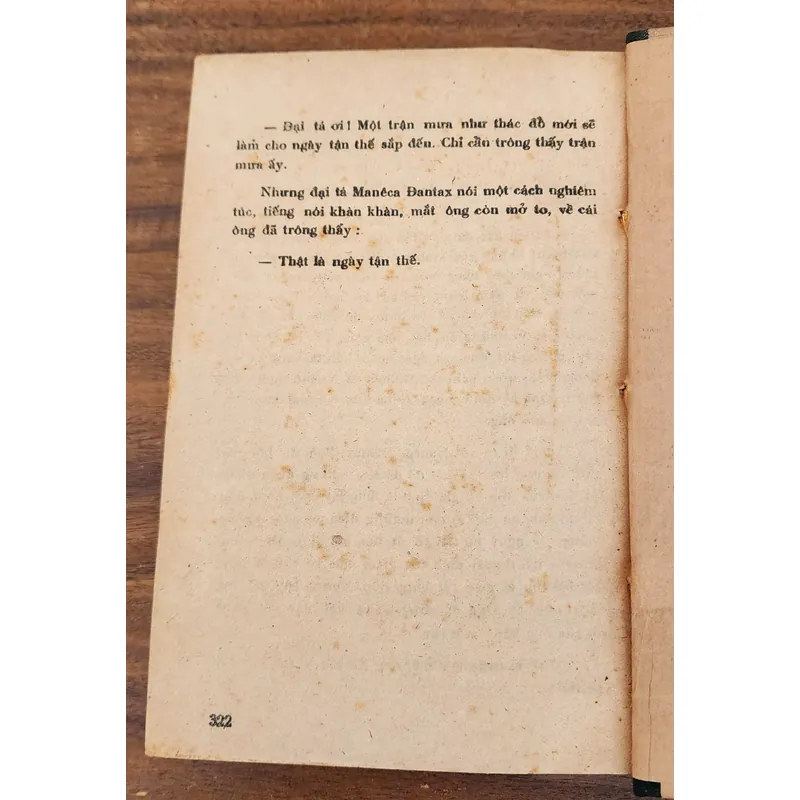 — Đại tá ơi! Một trận mưa như thác đổ mới sẽ
làm cho ngày tận thế sắp đến. Chỉ cần trông thấy trận
mưa ấy.
Nhưng đại tá Manêca Đantax nói một cách nghiêm
túc, tiếng nói khàn khàn, mắt ông còn mở to, về cái
ông đã trông thấy :
— Thật là ngày tận thế.
322